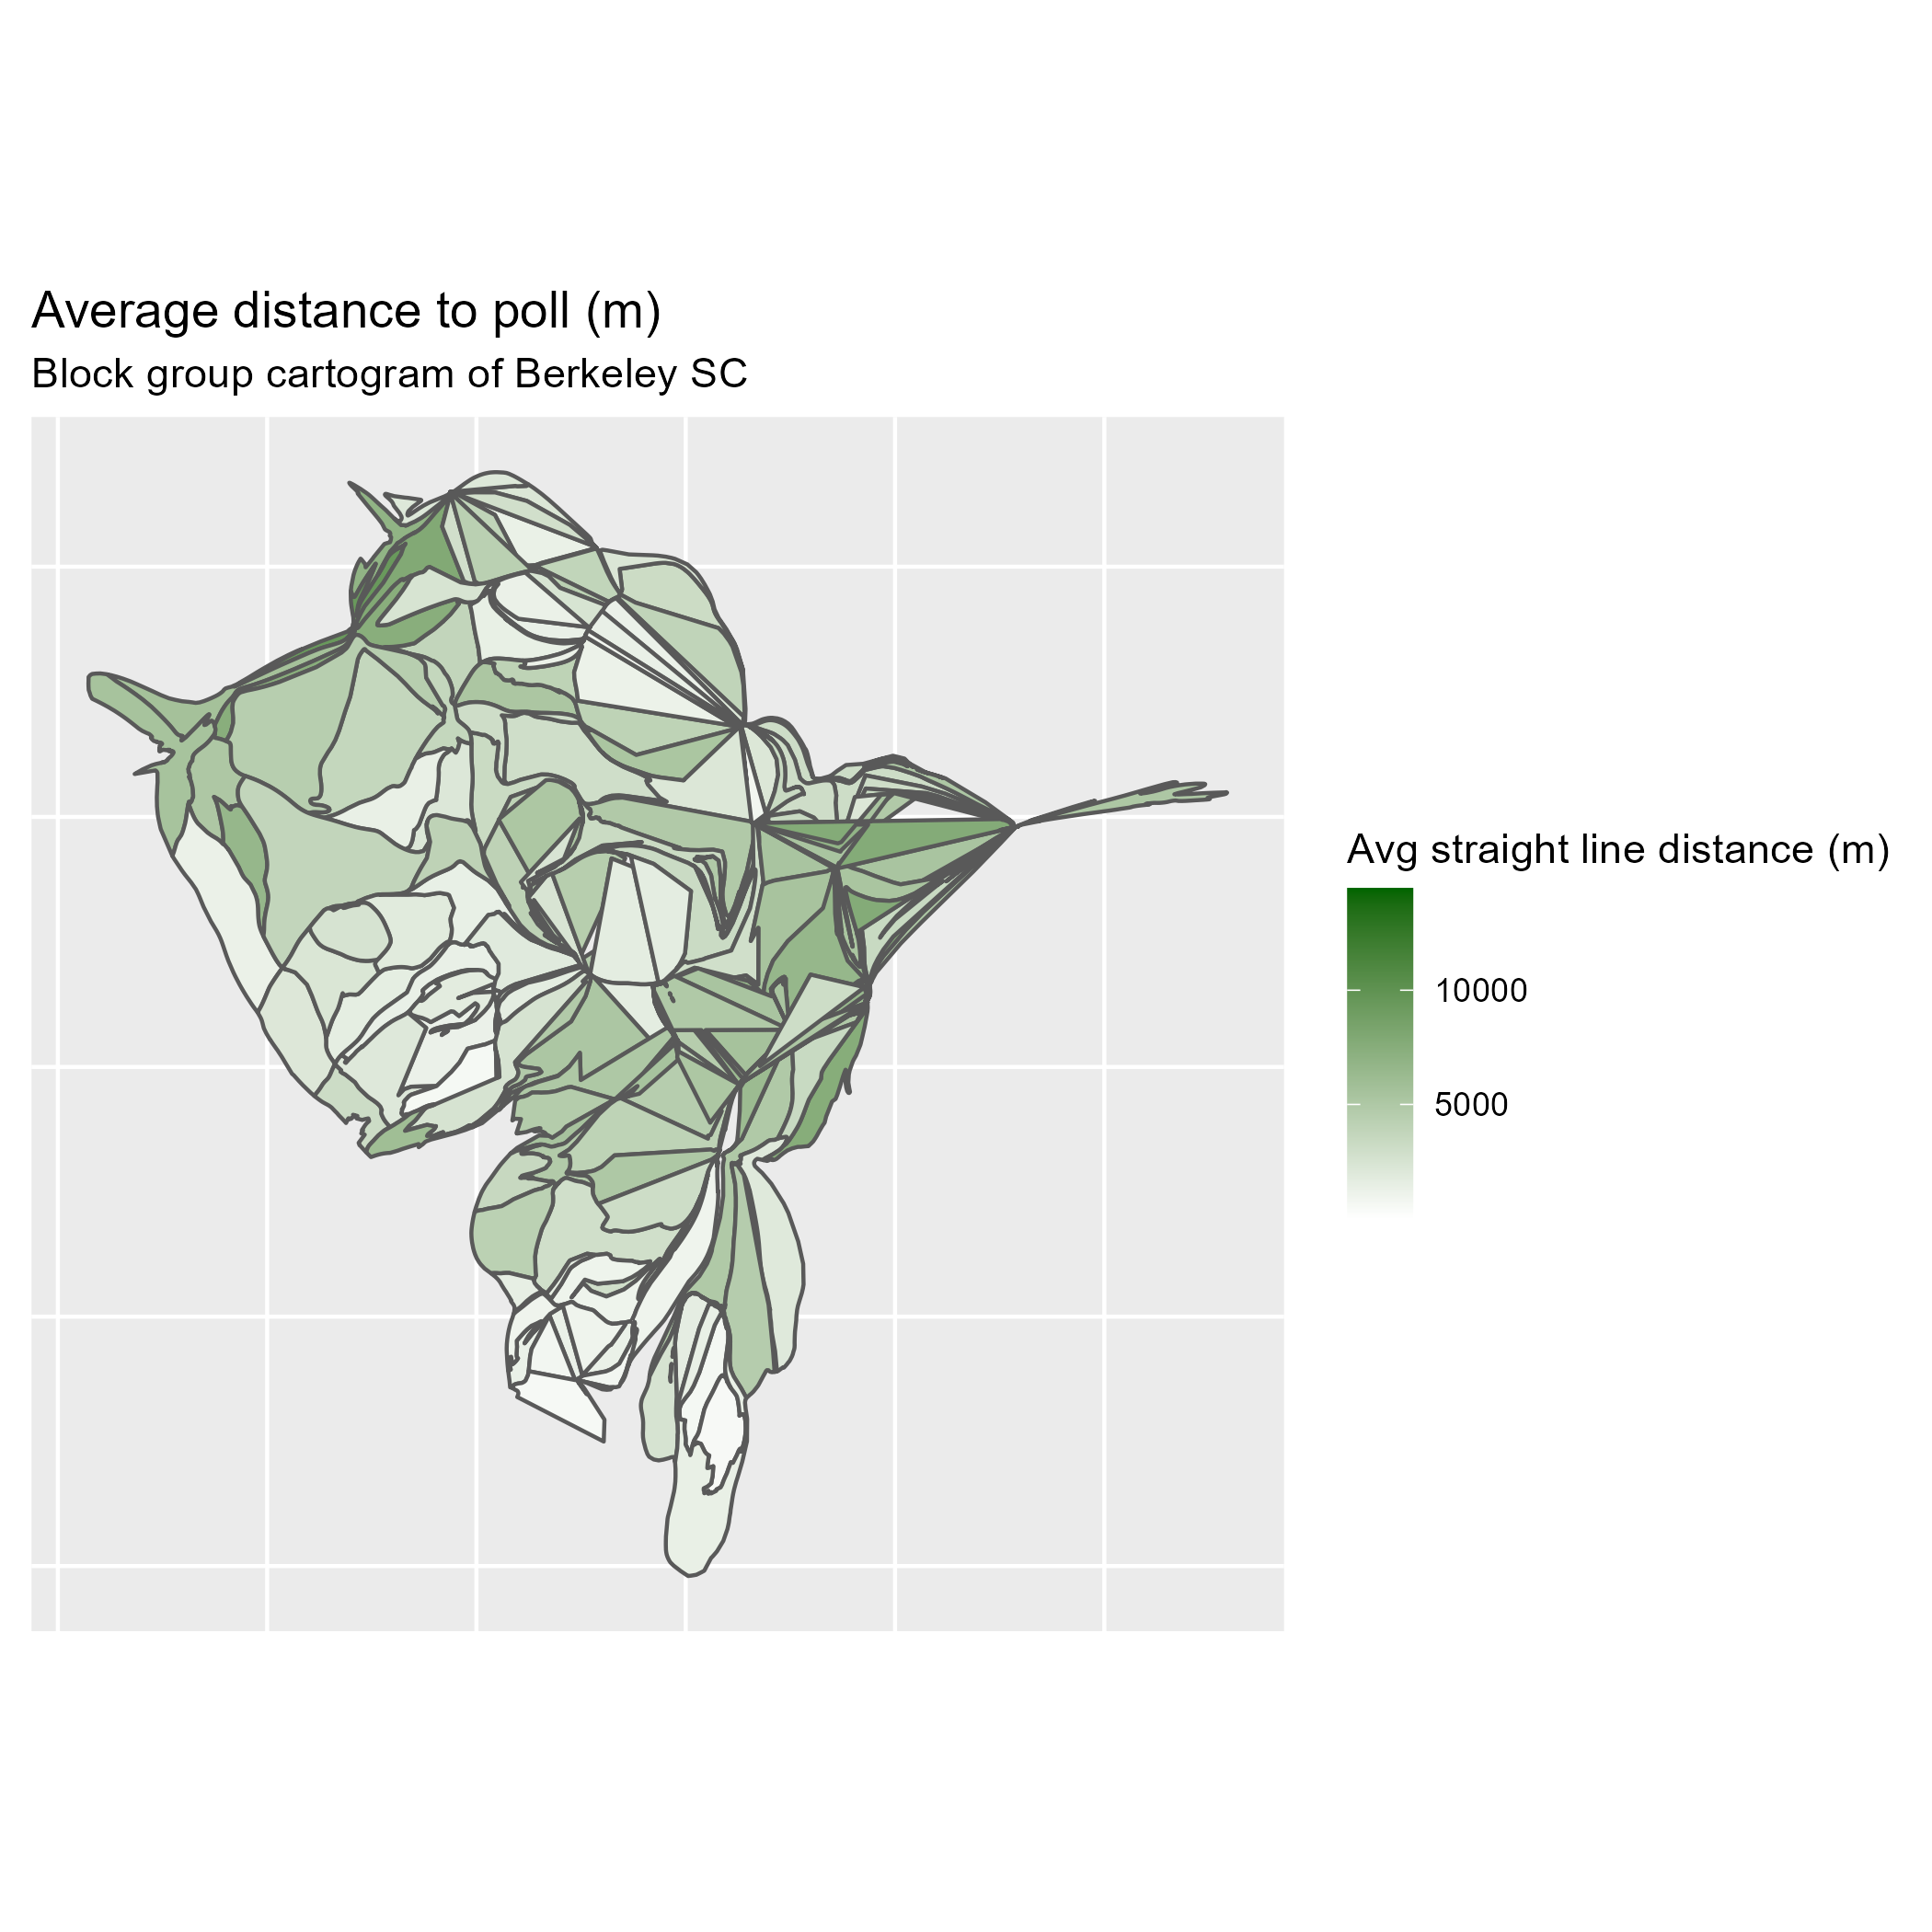 Average distance to poll (m)
Block group cartogram of Berkeley SC
Avg straight line distance (m)
10000
5000